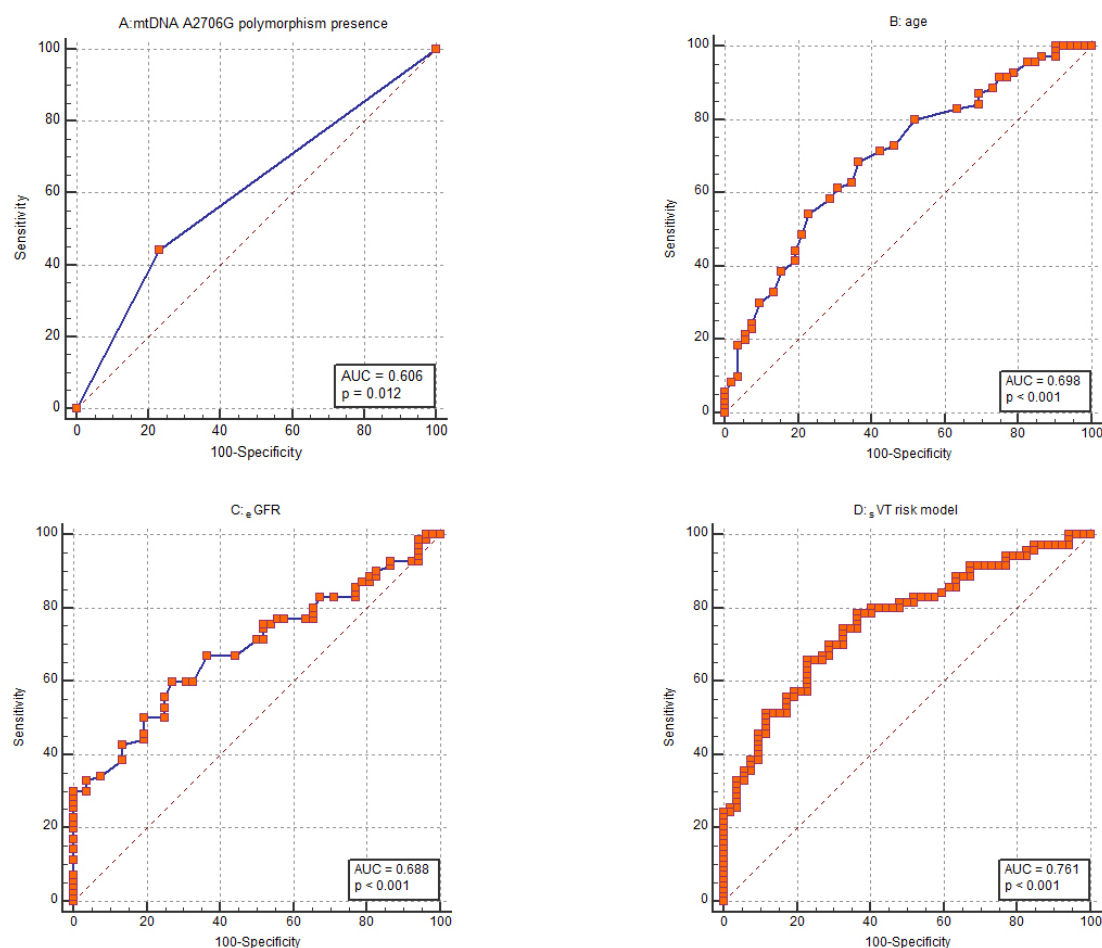 A:mtDNA A2706G polymorphism presence
100
80
60
40
20
0
Sensitivity
AUC = 0.606
p = 0.012
0 20 40 60 80 100
100-Specificity
B: age
100
80
60
40
20
0
Sensitivity
AUC = 0.698
p < 0.001
0 20 40 60 80 100
100-Specificity
C: eGFR
100
80
60
40
20
0
Sensitivity
AUC = 0.688
p < 0.001
0 20 40 60 80 100
100-Specificity
D: sVT risk model
100
80
60
40
20
0
Sensitivity
AUC = 0.761
p < 0.001
0 20 40 60 80 100
100-Specificity